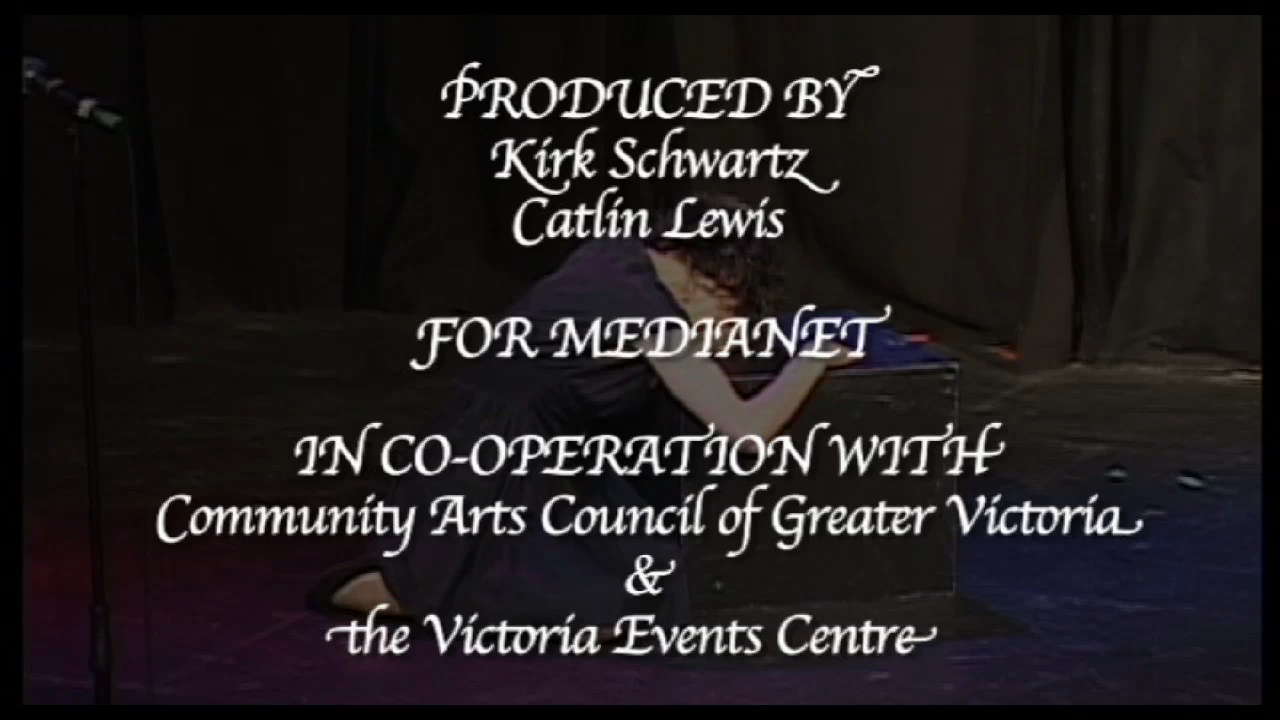 PRODUCED BY
Kirk Schwartz
Catlin Lewis
FOR MEDIANET
IN CO-OPERATION WITH
Community Arts Council of Greater Victoria
&
the Victoria Events Centre